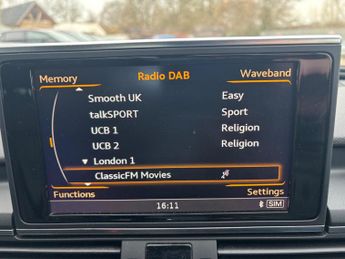 Memory Radio DAB Waveband
Smooth UK Easy
talkSPORT Sport
UCB 1 Religion
UCB 2 Religion
London 1
ClassicFM Movies
Functions Settings
16:11 SIM